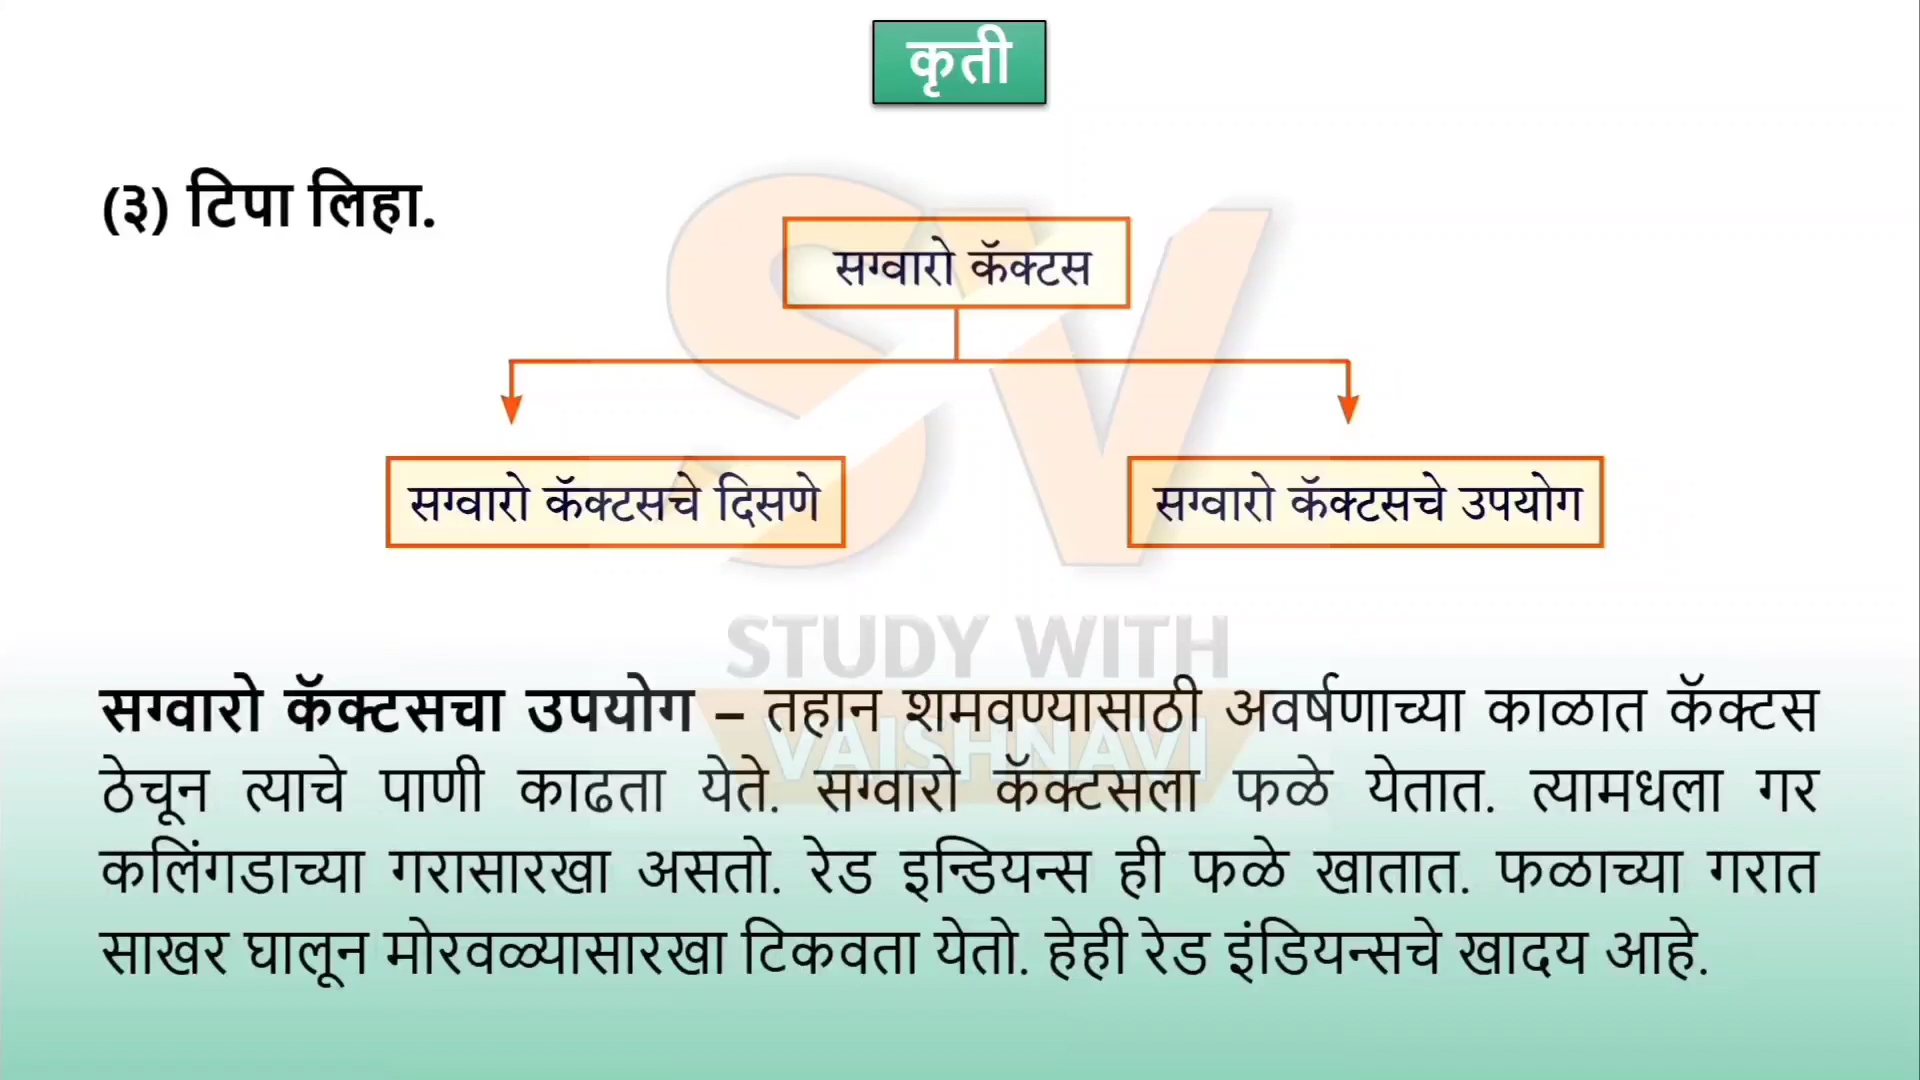 कृती
(३) टिपा लिहा.
सग्वारो कॅक्टस
सग्वारो कॅक्टसचे दिसणे
सग्वारो कॅक्टसचे उपयोग
STUDY WITH
VAISHNAVI
सग्वारो कॅक्टसचा उपयोग – तहान शमवण्यासाठी अवर्षणाच्या काळात कॅक्टस
ठेचून त्याचे पाणी काढता येते. सग्वारो कॅक्टसला फळे येतात. त्यामधला गर
कलिंगडाच्या गरासारखा असतो. रेड इन्डियन्स ही फळे खातात. फळाच्या गरात
साखर घालून मोरवळ्यासारखा टिकवता येतो. हेही रेड इंडियन्सचे खादय आहे.